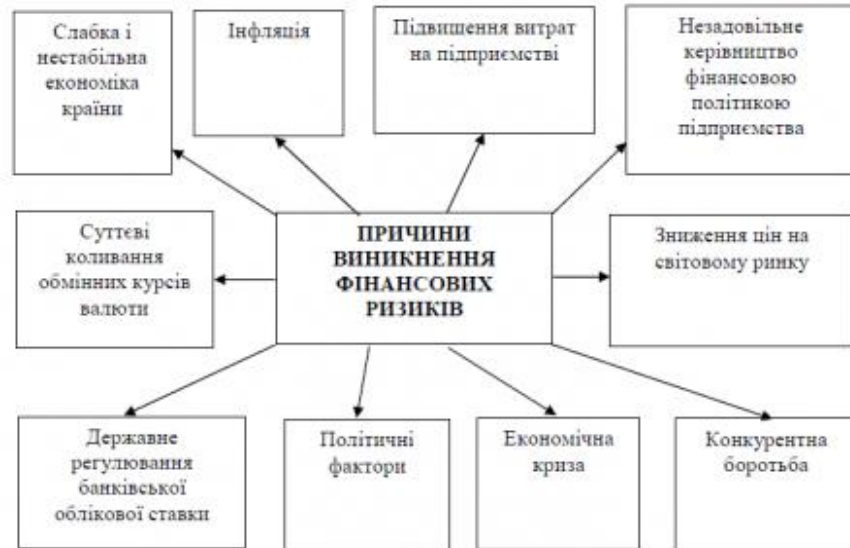 Слабка і
нестабільна
економіка
країни
Інфляція
Підвищення витрат
на підприємстві
Незадовільне
керівництво
фінансовою
політикою
підприємства
Суттєві
коливання
обмінних курсів
валюти
ПРИЧИНИ
ВИНИКНЕННЯ
ФІНАНСОВИХ
РИЗИКІВ
Зниження цін на
світовому ринку
Державне
регулювання
банківської
облікової ставки
Політичні
фактори
Економічна
криза
Конкурентна
боротьба